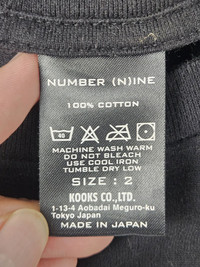 NUMBER (N)INE
100% COTTON
40
MACHINE WASH WARM
DO NOT BLEACH
USE COOL IRON
TUMBLE DRY LOW
SIZE : 2
KOOKS CO.,LTD.
1-13-4 Aobadai Meguro-ku
Tokyo Japan
MADE IN JAPAN